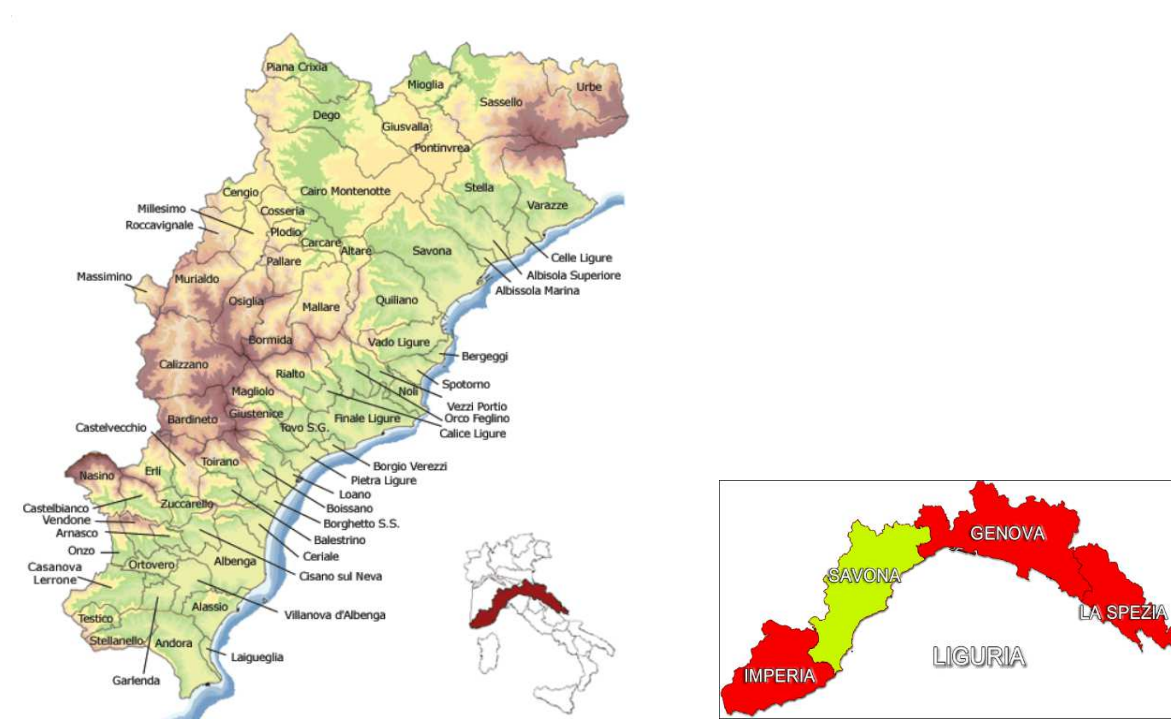 Piana Crixia
Mioglia
Urbe
Sassello
Dego
Giusvalla
Pontinvrea
Stella
Cengio
Cairo Montenotte
Varazze
Millesimo
Cosseria
Roccavignale
Plodio
Carcare
Altare
Savona
Celle Ligure
Pallare
Albisola Superiore
Massimino
Murialdo
Albissola Marina
Osiglia
Mallare
Quiliano
Bormida
Vado Ligure
Bergeggi
Calizzano
Rialto
Spotorno
Magliolo
Noli
Vezzi Portio
Bardineto
Giustenice
Finale Ligure
Orco Feglino
Castelvecchio
Tovo S.G.
Calice Ligure
Toirano
Borgio Verezzi
Nasino
Erli
Pietra Ligure
Loano
Castelbianco
Zuccarello
Boissano
Vendone
Borghetto S.S.
Arnasco
Balestrino
Onzo
Ceriale
Casanova
Lerrone
Ortovero
Albenga
Cisano sul Neva
Alassio
Villanova d'Albenga
Testico
Stellanello
Andora
Laigueglia
Garlenda
GENOVA
SAVONA
LA SPEZIA
IMPERIA
LIGURIA